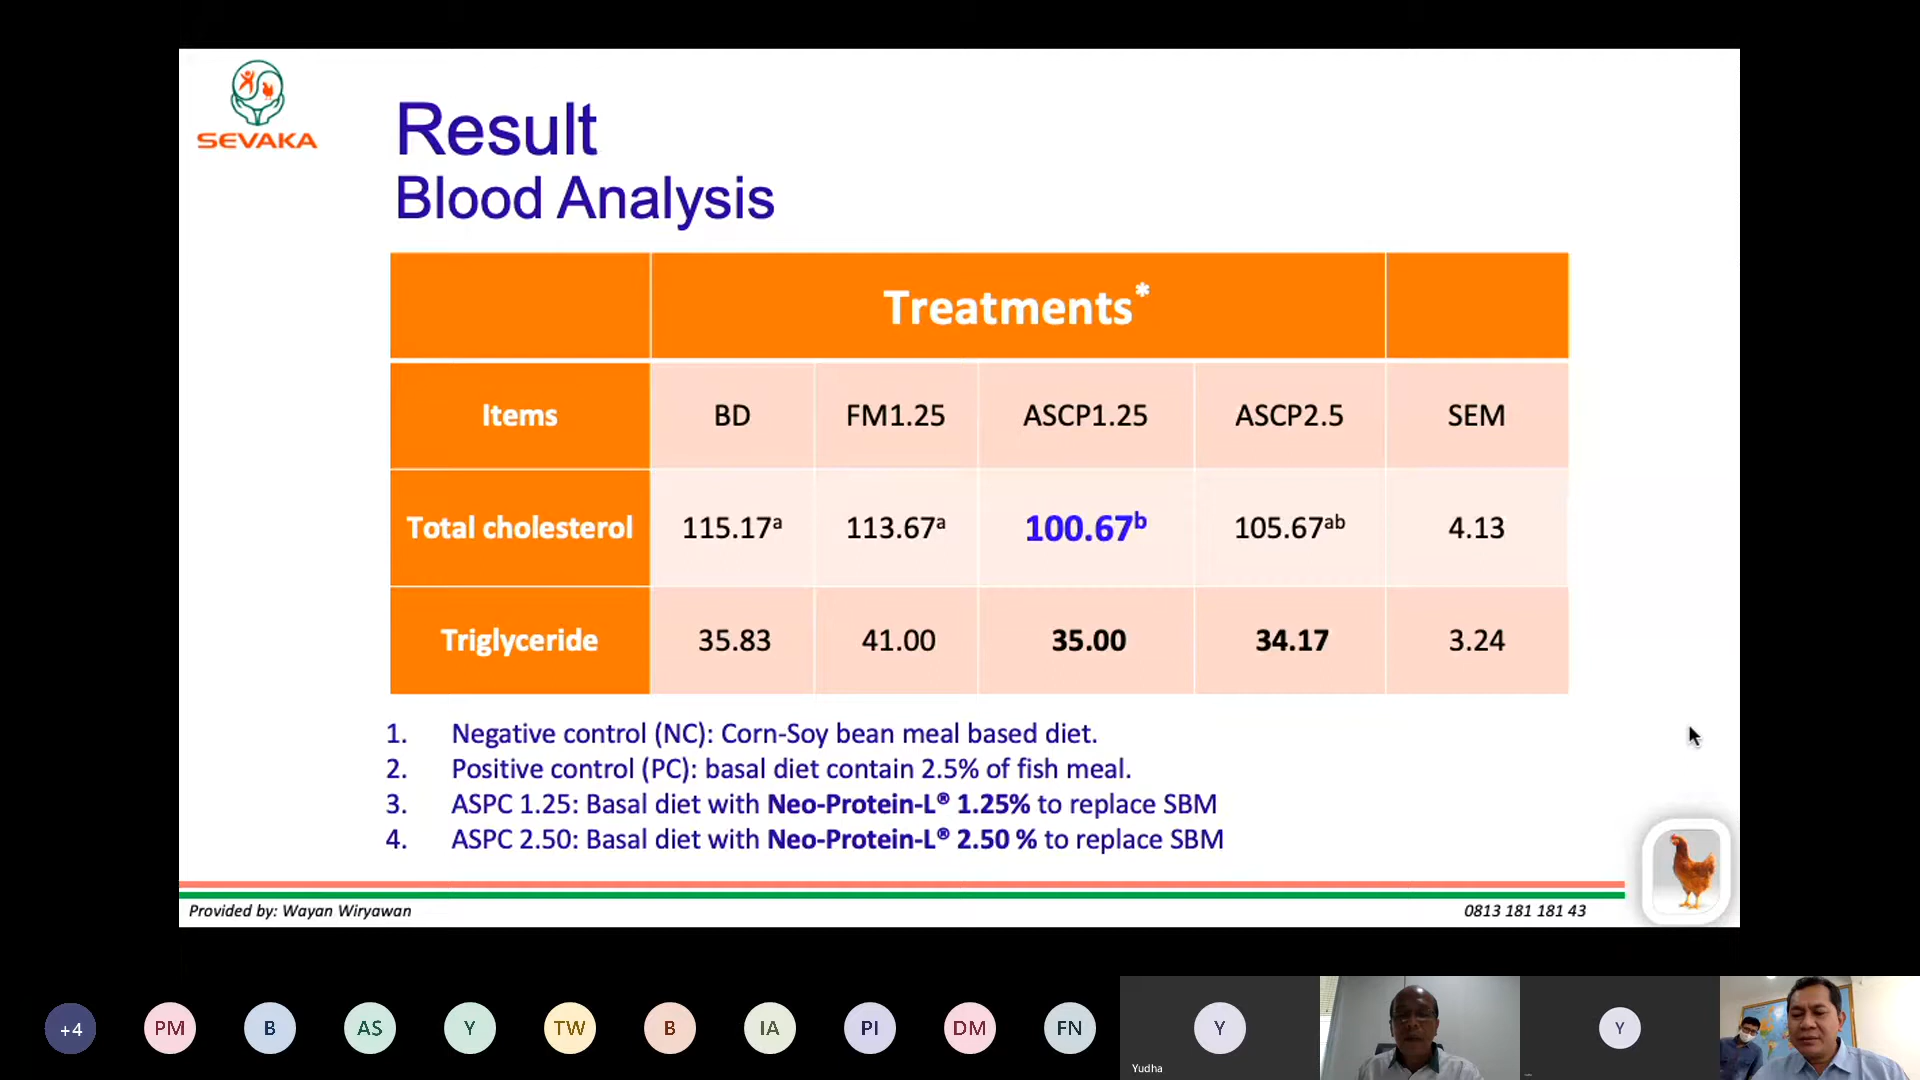 SEVAKA
Result
Blood Analysis
Treatments*
Items BD FM1.25 ASCP1.25 ASCP2.5 SEM
Total cholesterol 115.17ᵃ 113.67ᵃ 100.67ᵇ 105.67ᵃᵇ 4.13
Triglyceride 35.83 41.00 35.00 34.17 3.24
1. Negative control (NC): Corn-Soy bean meal based diet.
2. Positive control (PC): basal diet contain 2.5% of fish meal.
3. ASPC 1.25: Basal diet with Neo-Protein-L® 1.25% to replace SBM
4. ASPC 2.50: Basal diet with Neo-Protein-L® 2.50 % to replace SBM
Provided by: Wayan Wiryawan 0813 181 181 43
+4 PM B AS Y TW B IA PI DM FN Y Y
Yudha